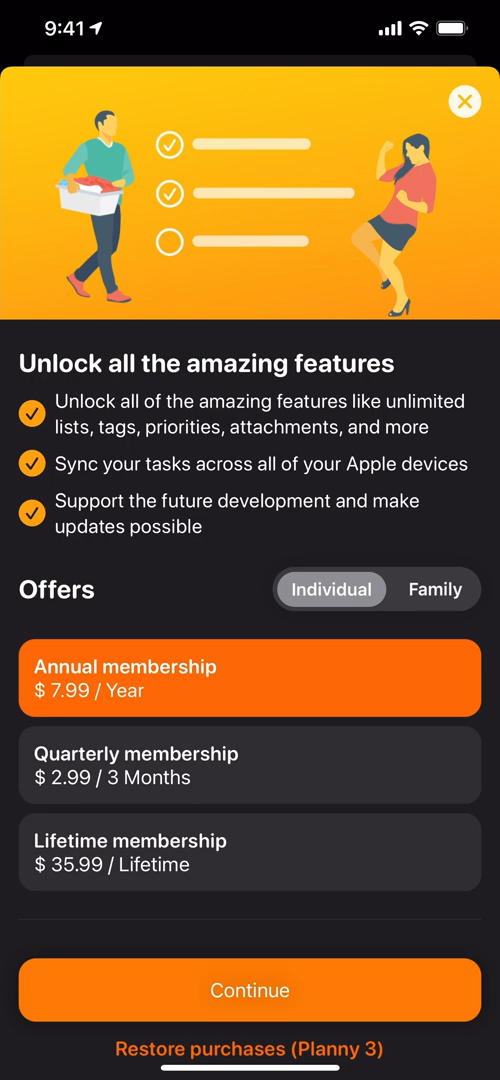 9:41
Unlock all the amazing features
Unlock all of the amazing features like unlimited
lists, tags, priorities, attachments, and more
Sync your tasks across all of your Apple devices
Support the future development and make
updates possible
Offers
Individual
Family
Annual membership
$ 7.99 / Year
Quarterly membership
$ 2.99 / 3 Months
Lifetime membership
$ 35.99 / Lifetime
Continue
Restore purchases (Planny 3)